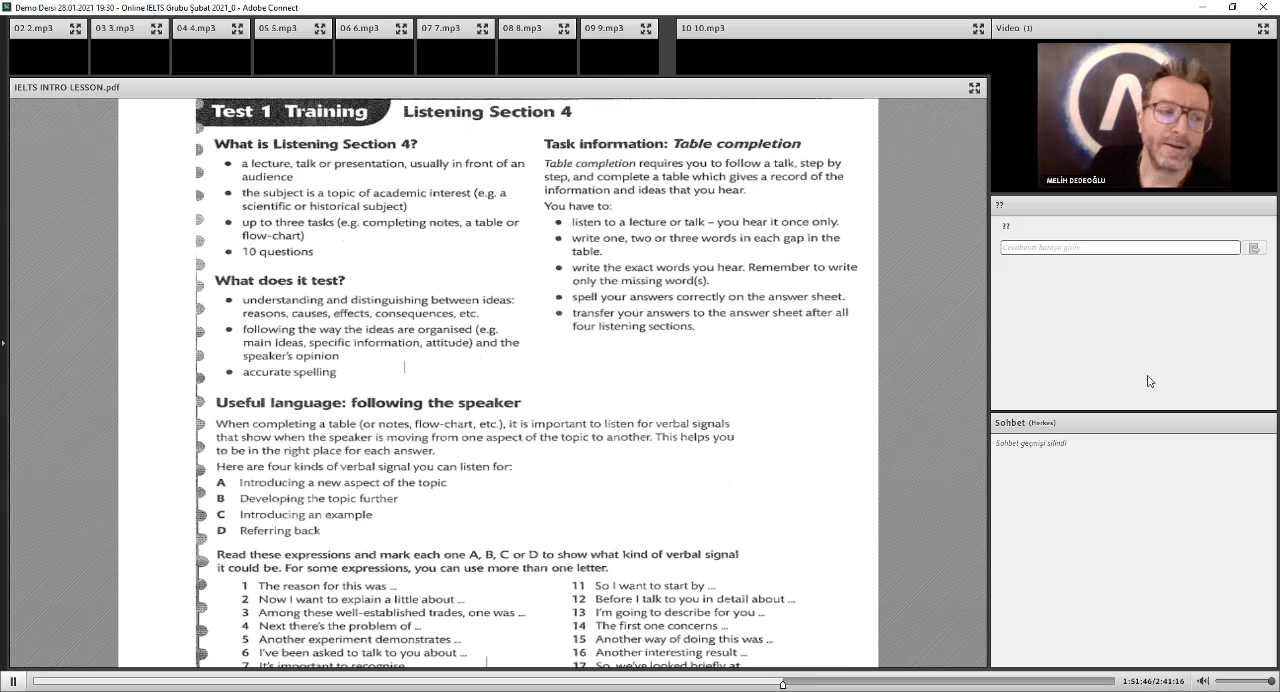 Demo Dersi 28.01.2021 19:30 - Online IELTS Grubu Şubat 2021_0 - Adobe Connect
02 2.mp3
03 3.mp3
04 4.mp3
05 5.mp3
06 6.mp3
07 7.mp3
08 8.mp3
09 9.mp3
10 10.mp3
Video (1)
MELİH DEDEOĞLU
IELTS INTRO LESSON.pdf
Test 1 Training
Listening Section 4
What is Listening Section 4?
• a lecture, talk or presentation, usually in front of an
audience
• the subject is a topic of academic interest (e.g. a
scientific or historical subject)
• up to three tasks (e.g. completing notes, a table or
flow-chart)
• 10 questions
What does it test?
• understanding and distinguishing between ideas:
reasons, causes, effects, consequences, etc.
• following the way the ideas are organised (e.g.
main ideas, specific information, attitude) and the
speaker's opinion
• accurate spelling
Task information: Table completion
Table completion requires you to follow a talk, step by
step, and complete a table which gives a record of the
information and ideas that you hear.
You have to:
• listen to a lecture or talk – you hear it once only.
• write one, two or three words in each gap in the
table.
• write the exact words you hear. Remember to write
only the missing word(s).
• spell your answers correctly on the answer sheet.
• transfer your answers to the answer sheet after all
four listening sections.
Useful language: following the speaker
When completing a table (or notes, flow-chart, etc.), it is important to listen for verbal signals
that show when the speaker is moving from one aspect of the topic to another. This helps you
to be in the right place for each answer.
Here are four kinds of verbal signal you can listen for:
A Introducing a new aspect of the topic
B Developing the topic further
C Introducing an example
D Referring back
Read these expressions and mark each one A, B, C or D to show what kind of verbal signal
it could be. For some expressions, you can use more than one letter.
1 The reason for this was ...
2 Now I want to explain a little about ...
3 Among these well-established trades, one was ...
4 Next there's the problem of ...
5 Another experiment demonstrates ...
6 I've been asked to talk to you about ...
7 It's important to recognise
11 So I want to start by ...
12 Before I talk to you in detail about ...
13 I'm going to describe for you ...
14 The first one concerns ...
15 Another way of doing this was ...
16 Another interesting result ...
17 So, we've looked briefly at
??
??
Cevabınızı buraya girin
Sohbet (Herkes)
Sohbet geçmişi silindi
1:51:46/2:41:16